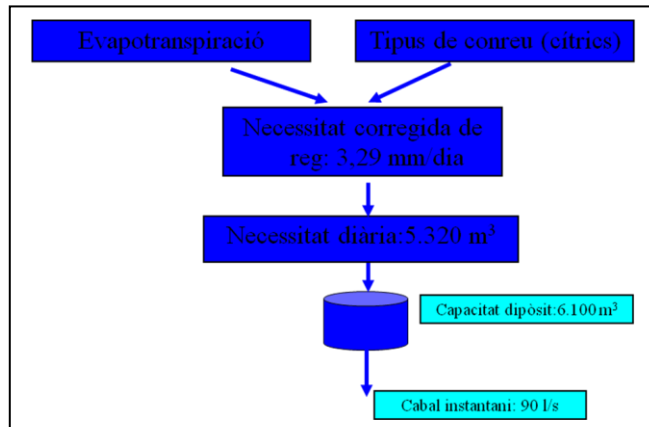 Evapotranspiració
Tipus de conreu (cítrics)
Necessitat corregida de
reg: 3,29 mm/dia
Necessitat diària:5.320 m³
Capacitat dipòsit:6.100 m³
Cabal instantani: 90 l/s